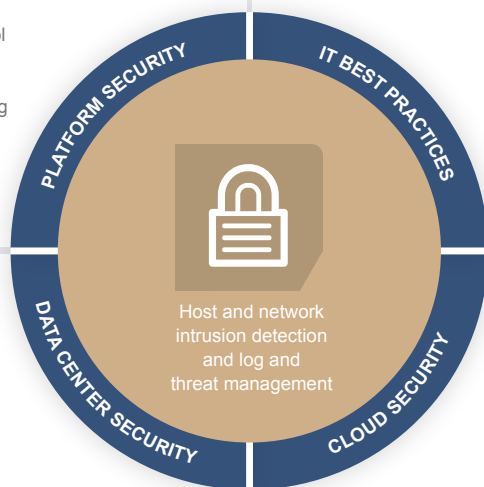 PLATFORM SECURITY
IT BEST PRACTICES
Host and network
intrusion detection
and log and
threat management
DATA CENTER SECURITY
CLOUD SECURITY